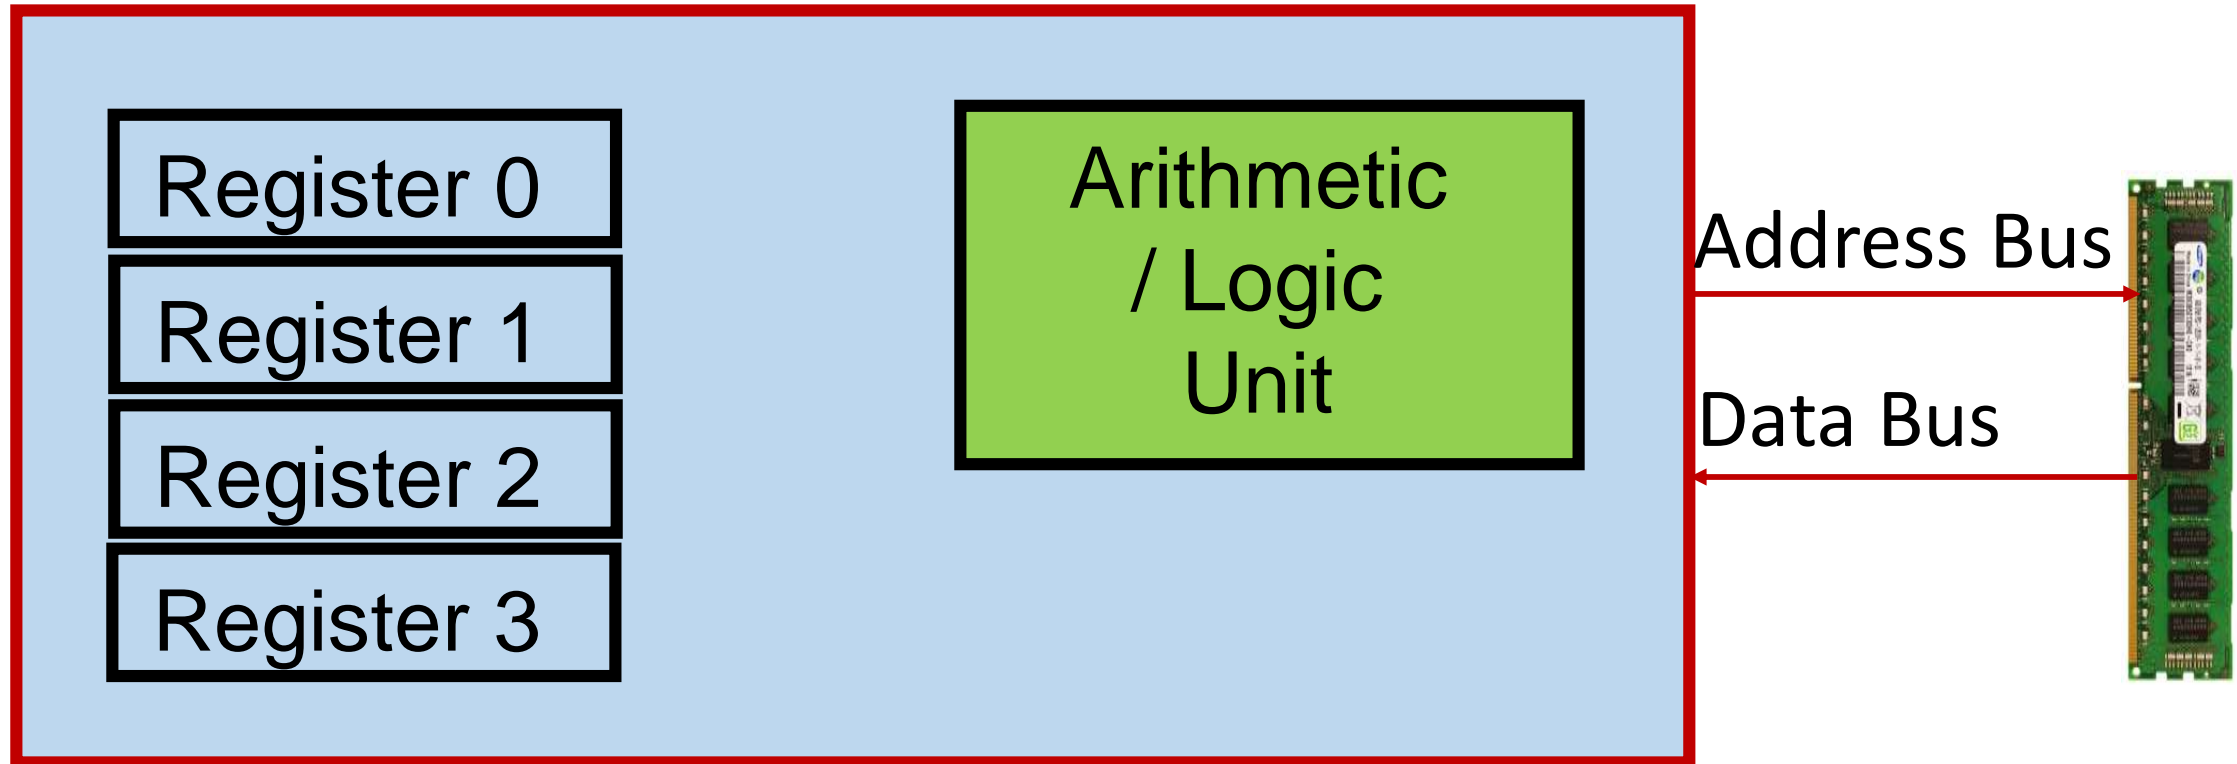 Register 0
Register 1
Register 2
Register 3
Arithmetic
/ Logic
Unit
Address Bus
Data Bus